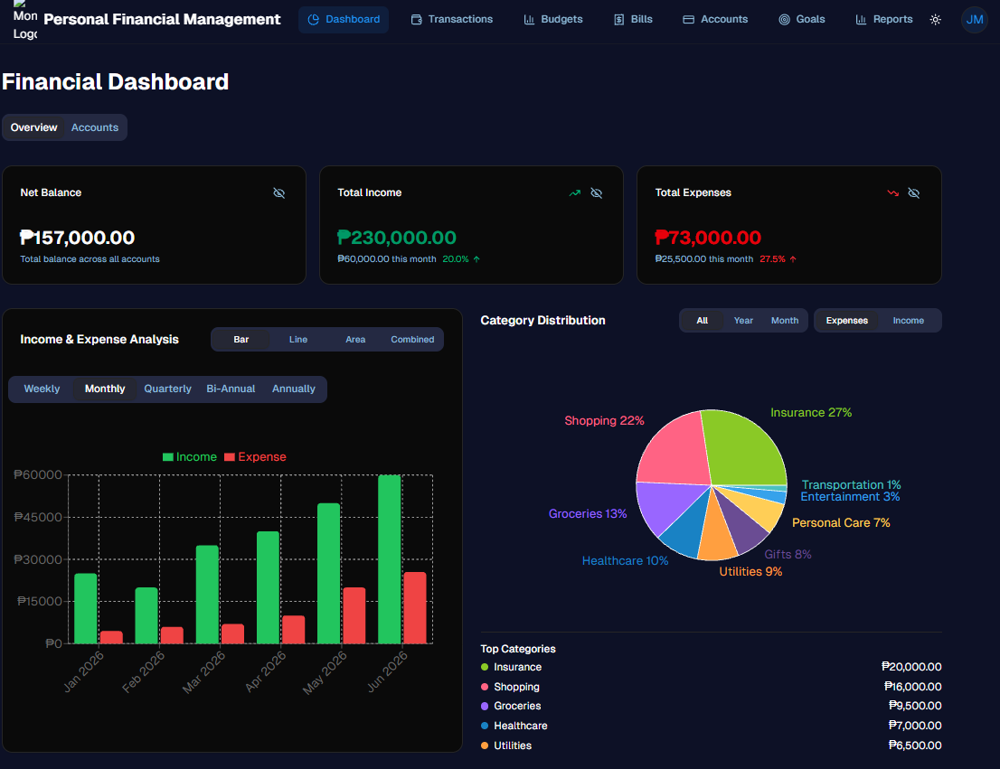 Mon
Logo
Personal Financial Management
Dashboard
Transactions
Budgets
Bills
Accounts
Goals
Reports
JM
Financial Dashboard
Overview
Accounts
Net Balance
₱157,000.00
Total balance across all accounts
Total Income
₱230,000.00
₱60,000.00 this month 20.0% ↑
Total Expenses
₱73,000.00
₱25,500.00 this month 27.5% ↑
Income & Expense Analysis
Bar
Line
Area
Combined
Weekly
Monthly
Quarterly
Bi-Annual
Annually
Income
Expense
₱60000
₱45000
₱30000
₱15000
₱0
Jan 2026
Feb 2026
Mar 2026
Apr 2026
May 2026
Jun 2026
Category Distribution
All
Year
Month
Expenses
Income
Insurance 27%
Shopping 22%
Transportation 1%
Entertainment 3%
Groceries 13%
Personal Care 7%
Gifts 8%
Healthcare 10%
Utilities 9%
Top Categories
Insurance ₱20,000.00
Shopping ₱16,000.00
Groceries ₱9,500.00
Healthcare ₱7,000.00
Utilities ₱6,500.00